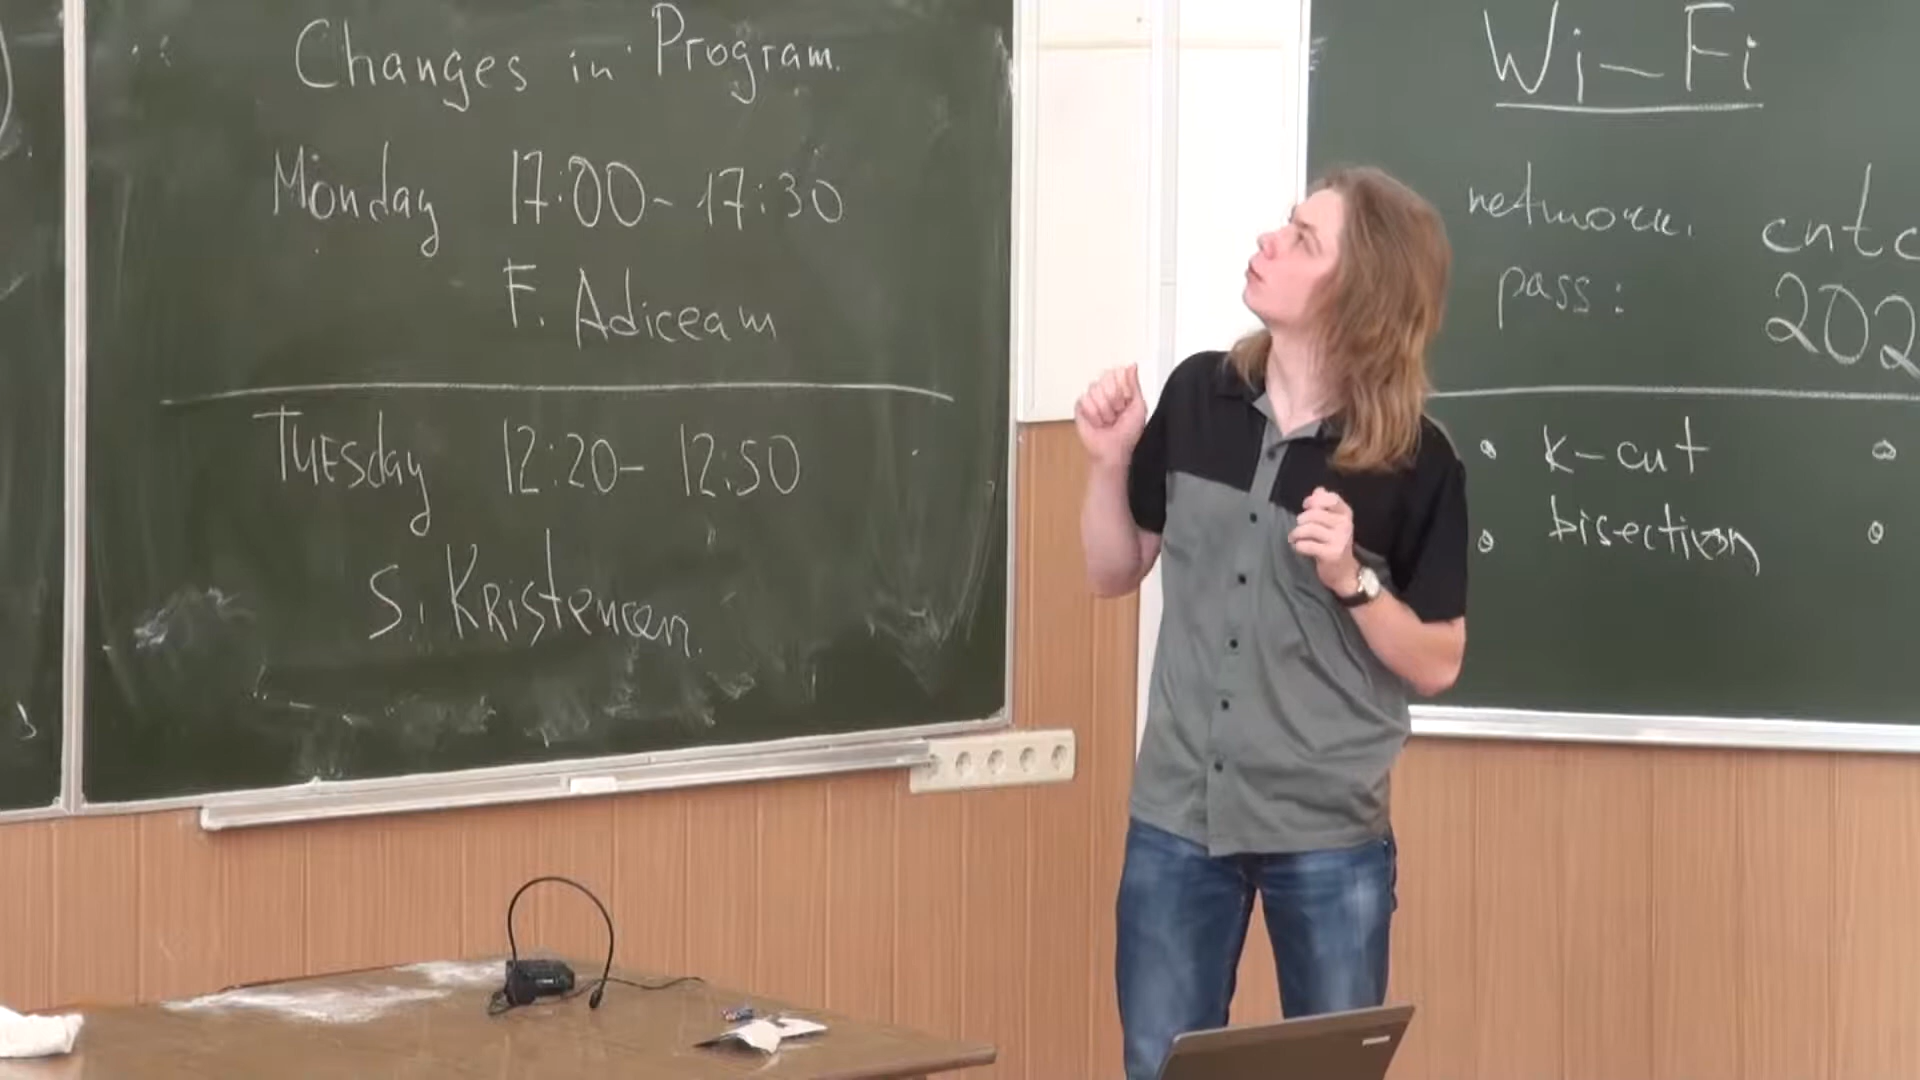 Changes in Program.
Monday 17:00 - 17:30
F. Adiceam
Tuesday 12:20 - 12:50
S. Kristencen.
Wi-Fi
network: cntc
pass: 202
• k-cut
• bisection